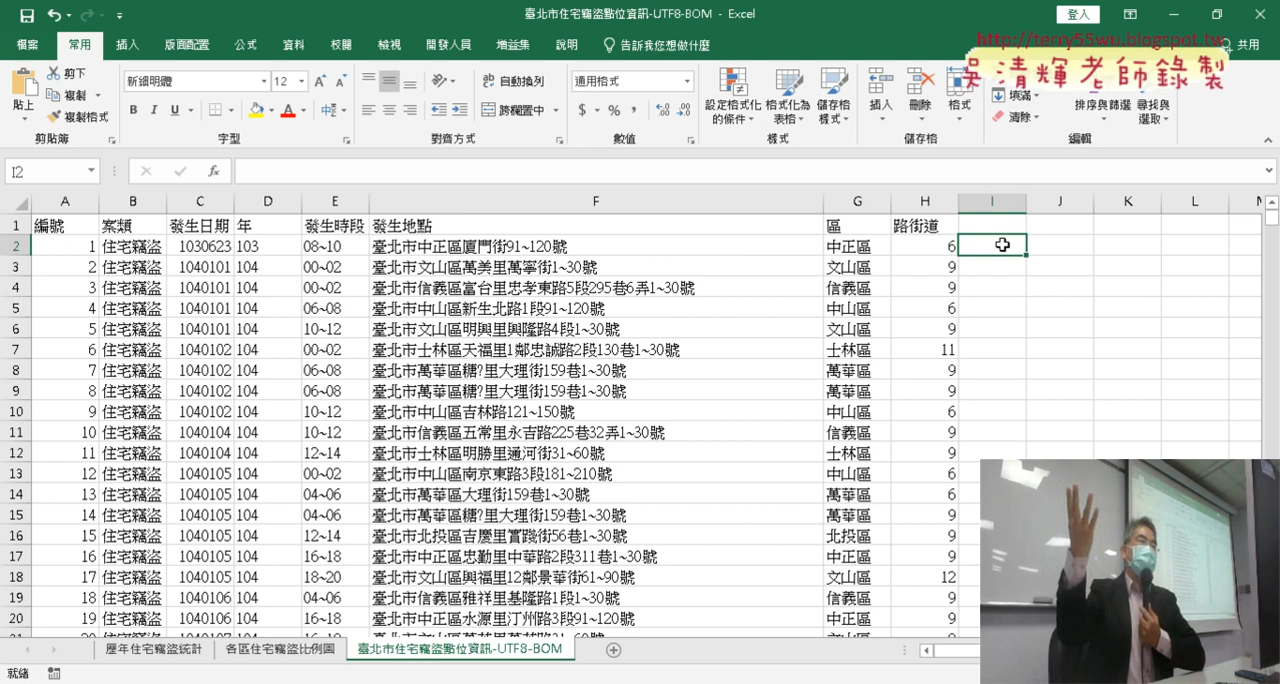 臺北市住宅竊盜點位資訊-UTF8-BOM - Excel
登入
檔案 常用 插入 版面配置 公式 資料 校閱 檢視 開發人員 增益集 說明 告訴我您想做什麼 共用
http://terry55wu.blogspot.tw
吳清輝老師錄製
貼上 剪下 複製 複製格式 剪貼簿
新細明體 12 B I U 字型
自動換列 跨欄置中 對齊方式
通用格式 $ % , 數值
設定格式化的條件 格式化為表格 儲存格樣式 樣式
插入 刪除 格式 儲存格
填滿 清除 排序與篩選 尋找與選取 編輯
I2 fx
A B C D E F G H I J K L
1 編號 案類 發生日期 年 發生時段 發生地點 區 路街道
2 1 住宅竊盜 1030623 103 08~10 臺北市中正區廈門街91~120號 中正區 6
3 2 住宅竊盜 1040101 104 00~02 臺北市文山區萬美里萬寧街1~30號 文山區 9
4 3 住宅竊盜 1040101 104 00~02 臺北市信義區富台里忠孝東路5段295巷6弄1~30號 信義區 9
5 4 住宅竊盜 1040101 104 06~08 臺北市中山區新生北路1段91~120號 中山區 6
6 5 住宅竊盜 1040101 104 10~12 臺北市文山區明興里興隆路4段1~30號 文山區 9
7 6 住宅竊盜 1040102 104 00~02 臺北市士林區天福里1鄰忠誠路2段130巷1~30號 士林區 11
8 7 住宅竊盜 1040102 104 06~08 臺北市萬華區糖?里大理街159巷1~30號 萬華區 9
9 8 住宅竊盜 1040102 104 06~08 臺北市萬華區糖?里大理街159巷1~30號 萬華區 9
10 9 住宅竊盜 1040102 104 10~12 臺北市中山區吉林路121~150號 中山區 6
11 10 住宅竊盜 1040104 104 10~12 臺北市信義區五常里永吉路225巷32弄1~30號 信義區 9
12 11 住宅竊盜 1040104 104 12~14 臺北市士林區明勝里通河街31~60號 士林區 9
13 12 住宅竊盜 1040105 104 00~02 臺北市中山區南京東路3段181~210號 中山區 6
14 13 住宅竊盜 1040105 104 04~06 臺北市萬華區大理街159巷1~30號 萬華區 6
15 14 住宅竊盜 1040105 104 04~06 臺北市萬華區糖?里大理街159巷1~30號 萬華區 9
16 15 住宅竊盜 1040105 104 12~14 臺北市北投區吉慶里實踐街56巷1~30號 北投區 9
17 16 住宅竊盜 1040105 104 16~18 臺北市中正區忠勤里中華路2段311巷1~30號 中正區 9
18 17 住宅竊盜 1040105 104 18~20 臺北市文山區興福里12鄰景華街61~90號 文山區 12
19 18 住宅竊盜 1040106 104 04~06 臺北市信義區雅祥里基隆路1段1~30號 信義區 9
20 19 住宅竊盜 1040106 104 16~18 臺北市中正區水源里汀州路3段91~120號 中正區 9
歷年住宅竊盜統計 各區住宅竊盜比例圖 臺北市住宅竊盜點位資訊-UTF8-BOM
就緒